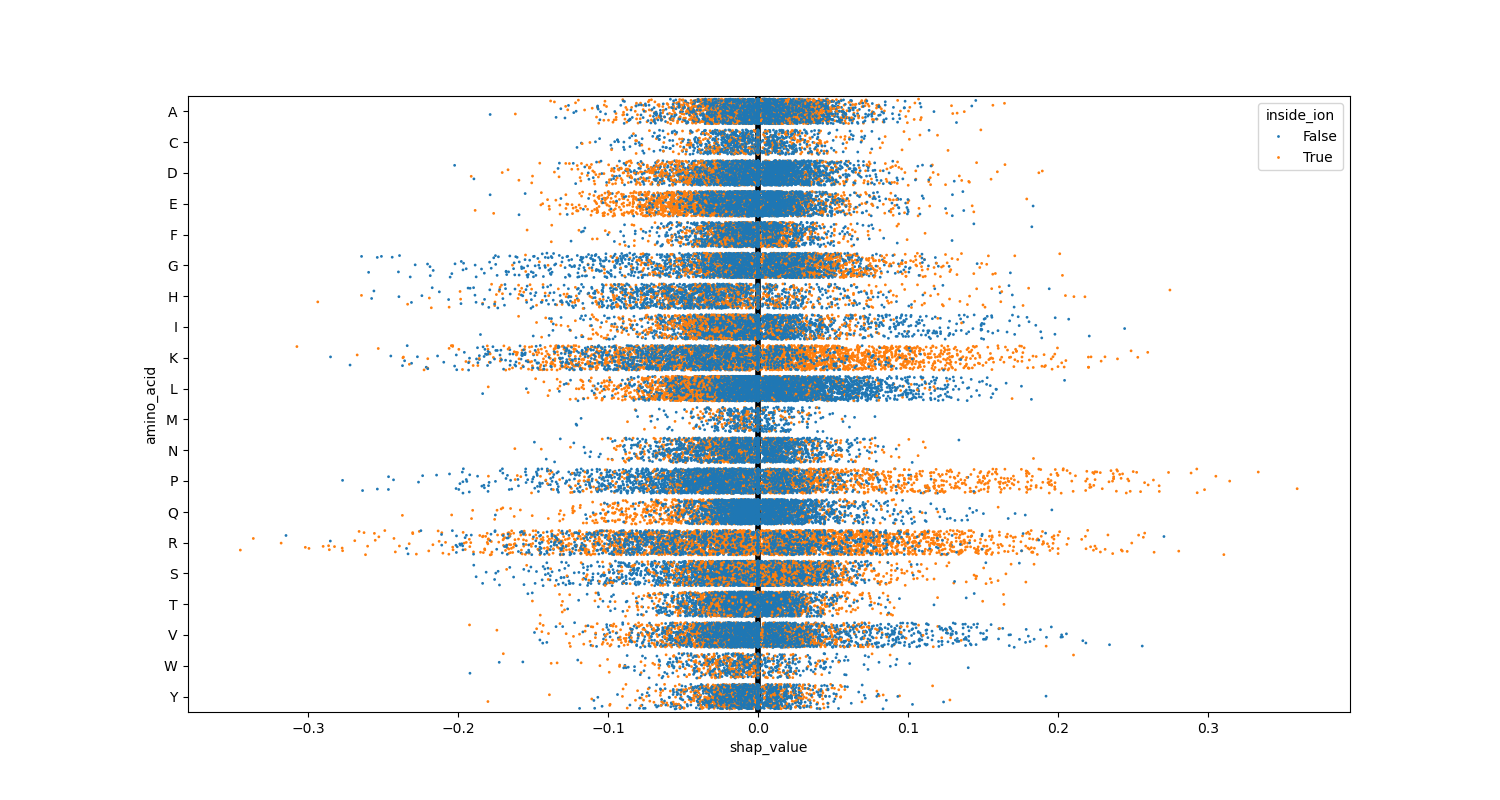 inside_ion
False
True
amino_acid
A
C
D
E
F
G
H
I
K
L
M
N
P
Q
R
S
T
V
W
Y
−0.3 −0.2 −0.1 0.0 0.1 0.2 0.3
shap_value